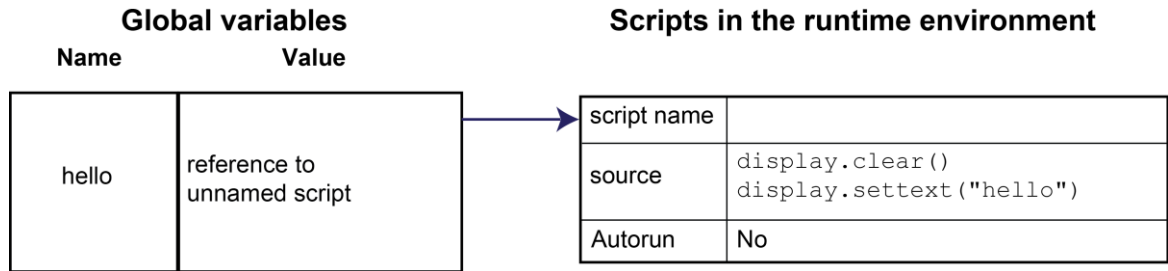 Global variables
Name Value
hello
reference to
unnamed script
Scripts in the runtime environment
script name
source
display.clear()
display.settext("hello")
Autorun No